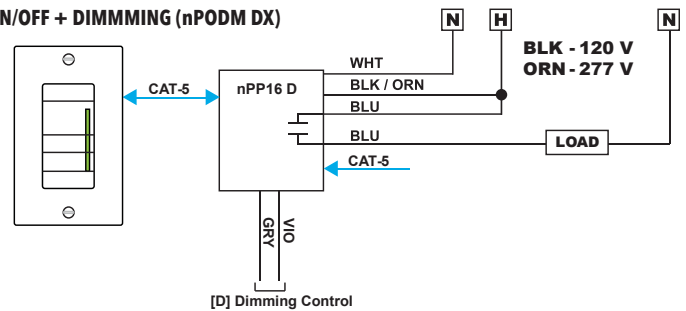 N/OFF + DIMMMING (nPODM DX)
N
H
N
BLK - 120 V
ORN - 277 V
WHT
CAT-5
nPP16 D
BLK / ORN
BLU
BLU
LOAD
CAT-5
VIO
GRY
[D] Dimming Control